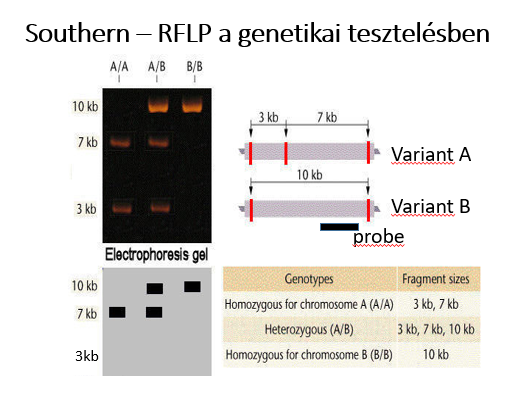 Southern – RFLP a genetikai tesztelésben
A/A A/B B/B
10 kb
7 kb
3 kb
Electrophoresis gel
3 kb 7 kb
Variant A
10 kb
Variant B
probe
10 kb
7 kb
3kb
Genotypes Fragment sizes
Homozygous for chromosome A (A/A) 3 kb, 7 kb
Heterozygous (A/B) 3 kb, 7 kb, 10 kb
Homozygous for chromosome B (B/B) 10 kb